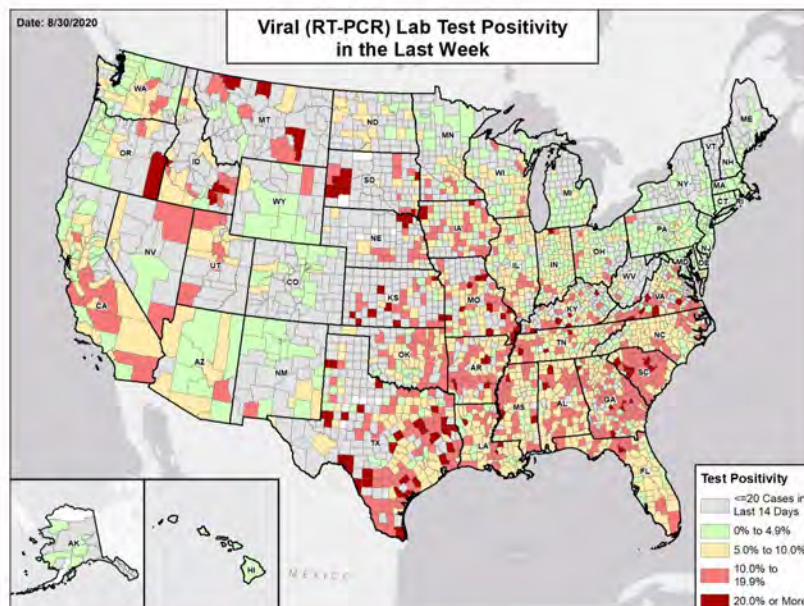 Date: 8/30/2020
Viral (RT-PCR) Lab Test Positivity
in the Last Week
WA
MT
ND
MN
ME
OR
ID
SD
WI
MI
VT
NH
NY
MA
CT
WY
NE
IA
PA
NJ
NV
UT
CO
IL
IN
OH
MD
DE
WV
VA
CA
KS
MO
KY
NC
TN
AZ
NM
OK
AR
SC
MS
AL
GA
TX
LA
FL
AK
HI
MEXICO
Test Positivity
<=20 Cases in
Last 14 Days
0% to 4.9%
5.0% to 10.0%
10.0% to
19.9%
20.0% or More